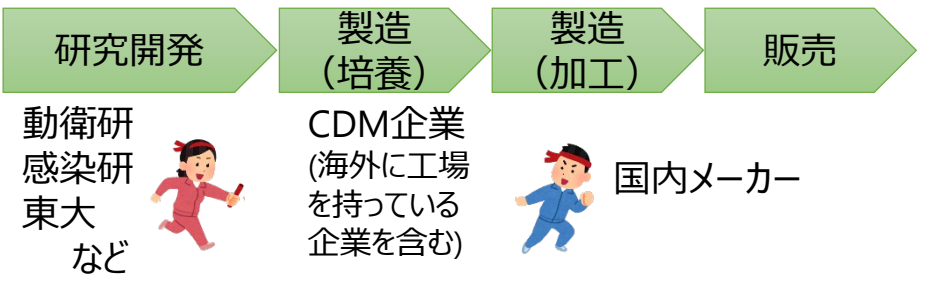 研究開発
製造
（培養）
製造
（加工）
販売
動衛研
感染研
東大
など
CDM企業
(海外に工場
を持っている
企業を含む)
国内メーカー